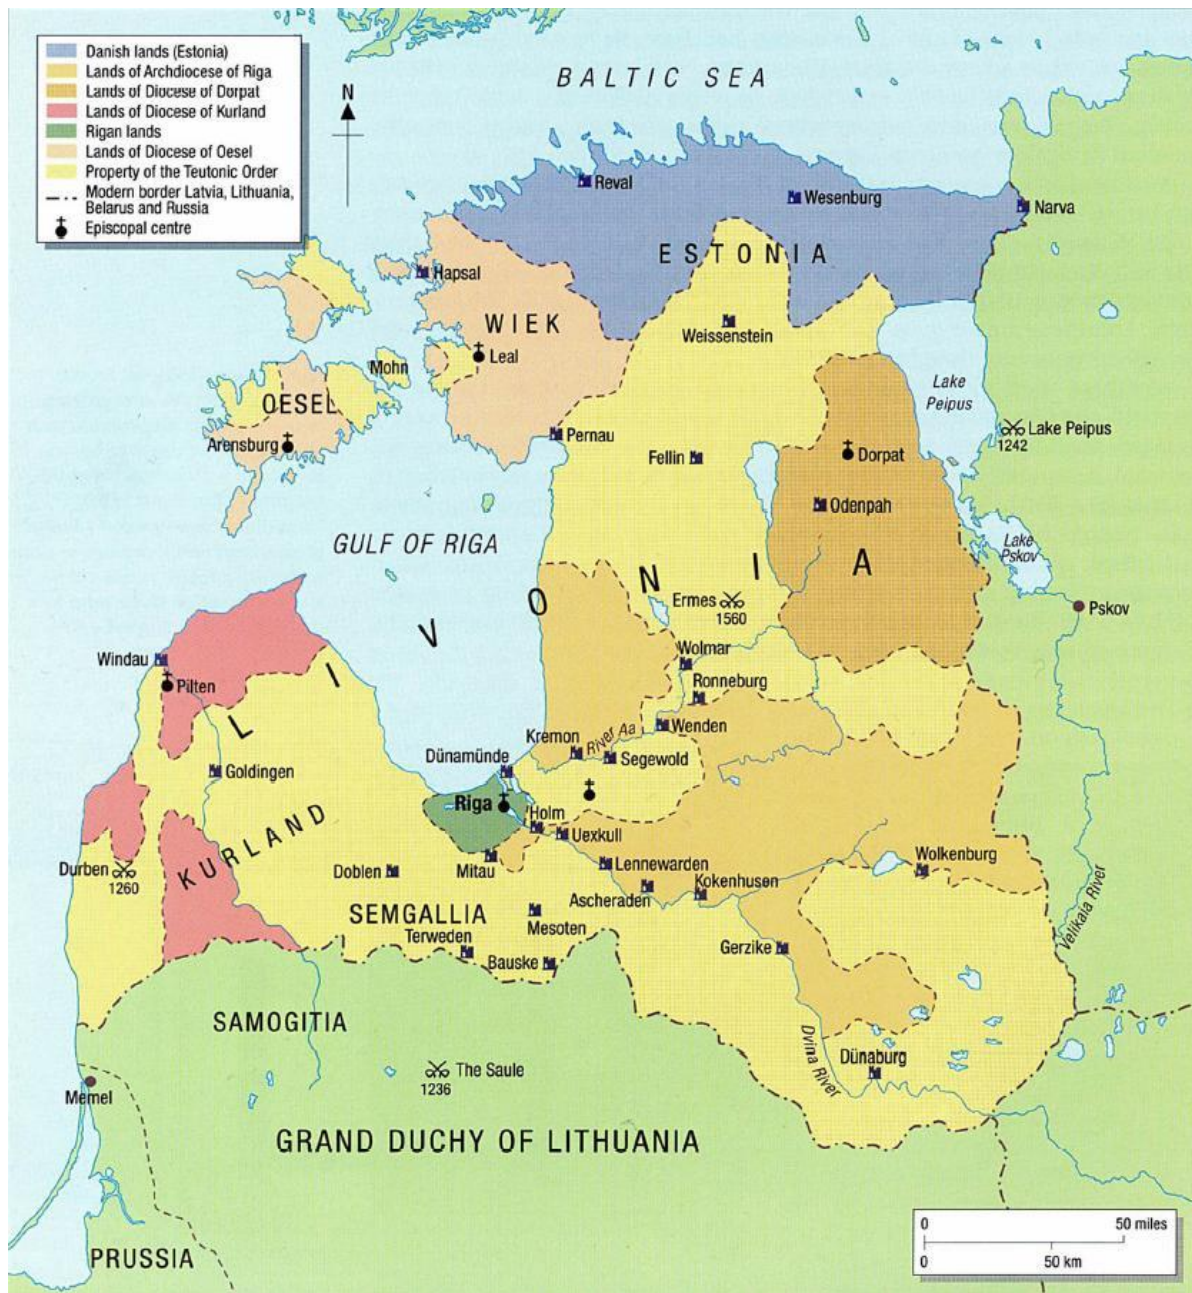 Danish lands (Estonia)
Lands of Archdiocese of Riga
Lands of Diocese of Dorpat
Lands of Diocese of Kurland
Rigan lands
Lands of Diocese of Oesel
Property of the Teutonic Order
Modern border Latvia, Lithuania,
Belarus and Russia
Episcopal centre
N
BALTIC SEA
Reval
Wesenburg
Narva
ESTONIA
Hapsal
WIEK
Weissenstein
Leal
Mohn
Lake
Peipus
OESEL
Arensburg
Pernau
Lake Peipus
1242
Fellin
Dorpat
Odenpah
GULF OF RIGA
Lake
Pskov
LIVONIA
Ermes
1560
Pskov
Windau
Wolmar
Pilten
Ronneburg
Wenden
Kremon
River Aa
Dünamünde
Segewold
Goldingen
Riga
Holm
Uexkull
KURLAND
Durben
1260
Doblen
Mitau
Lennewarden
Wolkenburg
Kokenhusen
Ascheraden
SEMGALLIA
Mesoten
Terweden
Bauske
Gerzike
Velikaia River
SAMOGITIA
Dvina River
Dünaburg
The Saule
1236
Memel
GRAND DUCHY OF LITHUANIA
PRUSSIA
0 50 miles
0 50 km